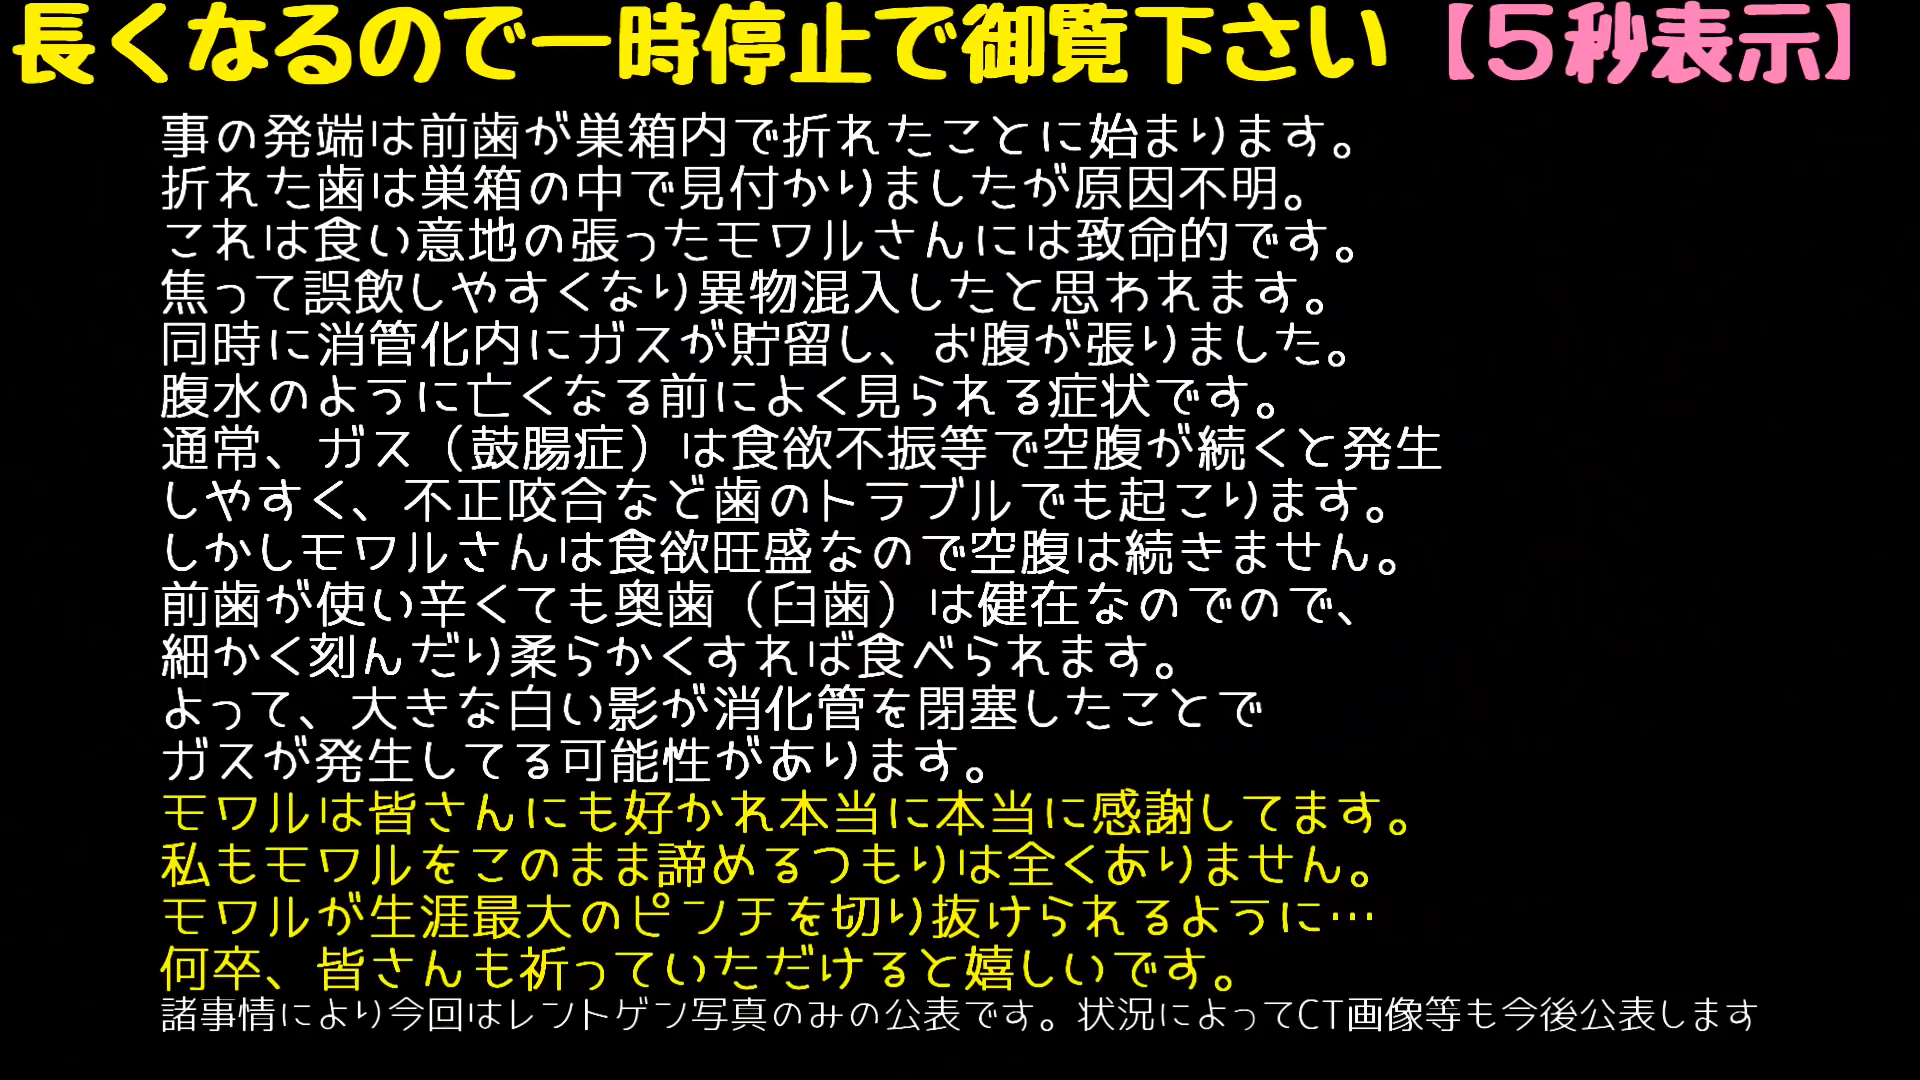 長くなるので一時停止で御覧下さい【5秒表示】
事の発端は前歯が巣箱内で折れたことに始まります。
折れた歯は巣箱の中で見付かりましたが原因不明。
これは食い意地の張ったモワルさんには致命的です。
焦って誤飲しやすくなり異物混入したと思われます。
同時に消管化内にガスが貯留し、お腹が張りました。
腹水のように亡くなる前によく見られる症状です。
通常、ガス（鼓腸症）は食欲不振等で空腹が続くと発生
しやすく、不正咬合など歯のトラブルでも起こります。
しかしモワルさんは食欲旺盛なので空腹は続きません。
前歯が使い辛くても奥歯（臼歯）は健在なのでので、
細かく刻んだり柔らかくすれば食べられます。
よって、大きな白い影が消化管を閉塞したことで
ガスが発生してる可能性があります。
モワルは皆さんにも好かれ本当に本当に感謝してます。
私もモワルをこのまま諦めるつもりは全くありません。
モワルが生涯最大のピンチを切り抜けられるように…
何卒、皆さんも祈っていただけると嬉しいです。
諸事情により今回はレントゲン写真のみの公表です。状況によってCT画像等も今後公表します